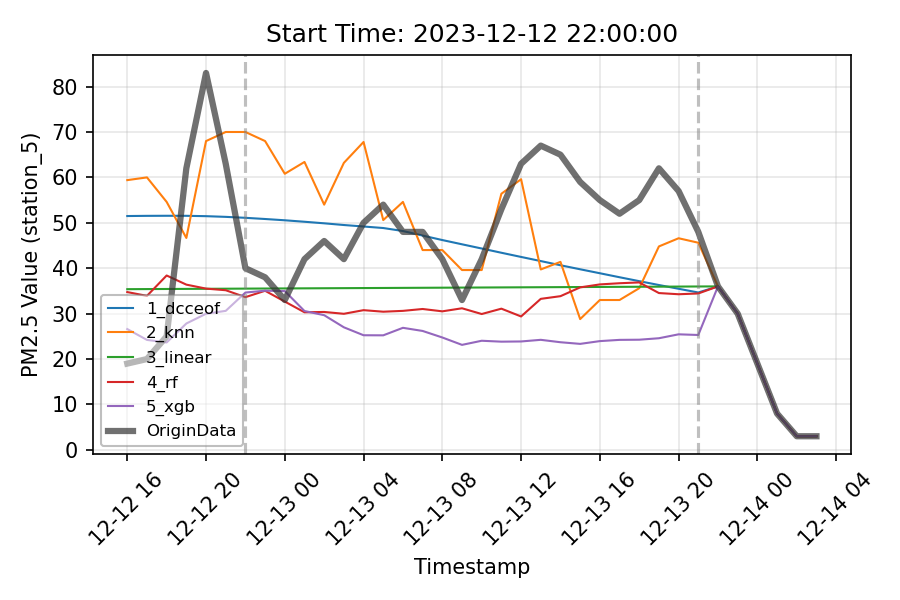 Start Time: 2023-12-12 22:00:00
PM2.5 Value (station_5)
80
70
60
50
40
30
20
10
0
1_dcceof
2_knn
3_linear
4_rf
5_xgb
OriginData
12-12 16
12-12 20
12-13 00
12-13 04
12-13 08
12-13 12
12-13 16
12-13 20
12-14 00
12-14 04
Timestamp